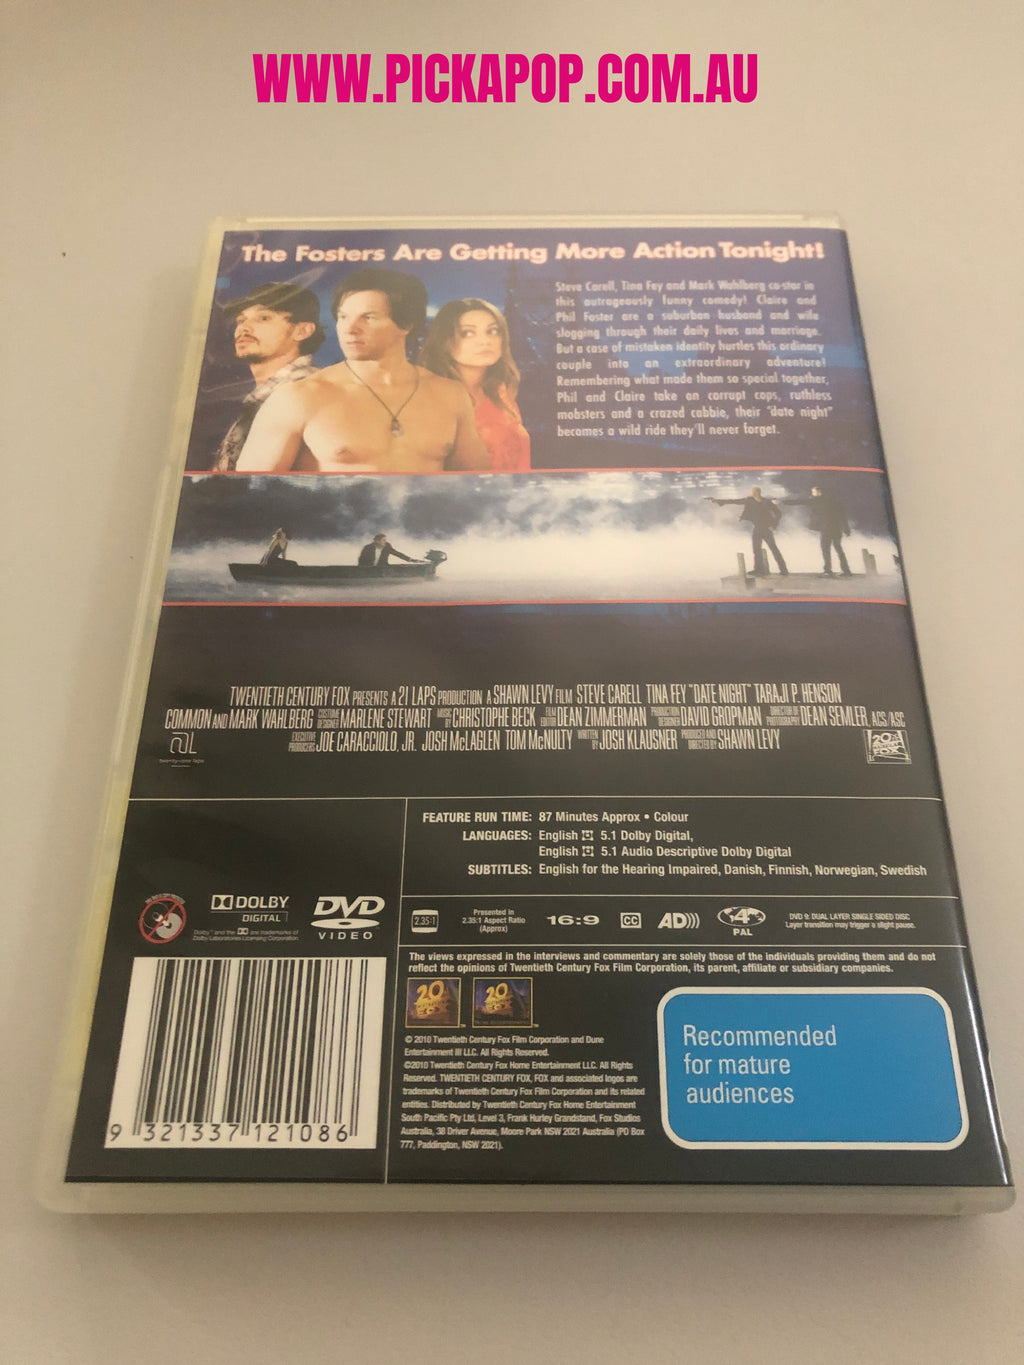 WWW.PICKAPOP.COM.AU
The Fosters Are Getting More Action Tonight!
Steve Carell, Tina Fey and Mark Wahlberg co-star in
this outrageously funny comedy! Claire and
Phil Foster are a suburban husband and wife
slogging through their daily lives and marriage.
But a case of mistaken identity hurtles this ordinary
couple into an extraordinary adventure!
Remembering what made them so special together,
Phil and Claire take on corrupt cops, ruthless
mobsters and a crazed cabbie, their "date night"
becomes a wild ride they'll never forget.
TWENTIETH CENTURY FOX PRESENTS A 21 LAPS PRODUCTION A SHAWN LEVY FILM STEVE CARELL TINA FEY "DATE NIGHT" TARAJI P. HENSON
COMMON AND MARK WAHLBERG COSTUME DESIGNER MARLENE STEWART MUSIC BY CHRISTOPHE BECK FILM EDITOR DEAN ZIMMERMAN PRODUCTION DESIGNER DAVID GROPMAN DIRECTOR OF PHOTOGRAPHY DEAN SEMLER, ACS/ASC
EXECUTIVE PRODUCERS JOE CARACCIOLO, JR. JOSH McLAGLEN TOM McNULTY WRITTEN BY JOSH KLAUSNER PRODUCED AND DIRECTED BY SHAWN LEVY
twenty-one laps
20th CENTURY FOX
FEATURE RUN TIME: 87 Minutes Approx • Colour
LANGUAGES: English 5.1 Dolby Digital,
English 5.1 Audio Descriptive Dolby Digital
SUBTITLES: English for the Hearing Impaired, Danish, Finnish, Norwegian, Swedish
DOLBY
DIGITAL
Dolby and the are trademarks of
Dolby Laboratories Licensing Corporation.
DVD
VIDEO
2.35:1
Presented in
2.35:1 Aspect Ratio
(Approx)
16:9
CC
AD)))
4
PAL
DVD 9: DUAL LAYER SINGLE SIDED DISC
Layer transition may trigger a slight pause.
The views expressed in the interviews and commentary are solely those of the individuals providing them and do not
reflect the opinions of Twentieth Century Fox Film Corporation, its parent, affiliate or subsidiary companies.
© 2010 Twentieth Century Fox Film Corporation and Dune
Entertainment III LLC. All Rights Reserved.
©2010 Twentieth Century Fox Home Entertainment LLC. All Rights
Reserved. TWENTIETH CENTURY FOX, FOX and associated logos are
trademarks of Twentieth Century Fox Film Corporation and its related
entities. Distributed by Twentieth Century Fox Home Entertainment
South Pacific Pty Ltd, Level 3, Frank Hurley Grandstand, Fox Studios
Australia, 38 Driver Avenue, Moore Park NSW 2021 Australia (PO Box
777, Paddington, NSW 2021).
Recommended
for mature
audiences
9 321337 121086